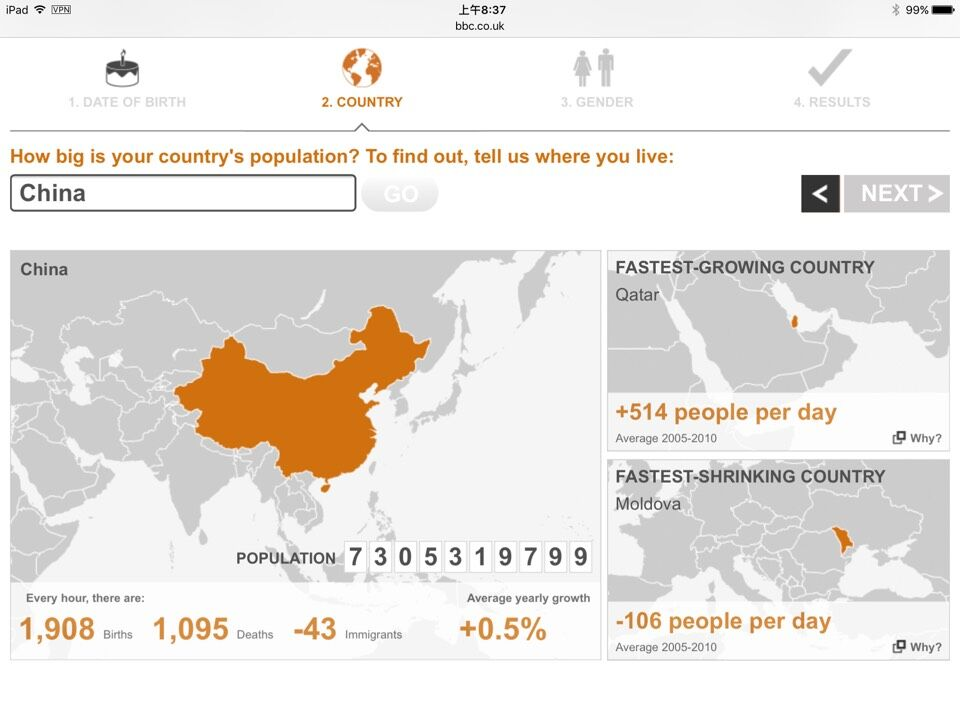 iPad VPN 上午8:37 99%
bbc.co.uk
1. DATE OF BIRTH 2. COUNTRY 3. GENDER 4. RESULTS
How big is your country's population? To find out, tell us where you live:
China GO < NEXT >
China
POPULATION 7305319799
Every hour, there are: Average yearly growth
1,908 Births 1,095 Deaths -43 Immigrants +0.5%
FASTEST-GROWING COUNTRY
Qatar
+514 people per day
Average 2005-2010 Why?
FASTEST-SHRINKING COUNTRY
Moldova
-106 people per day
Average 2005-2010 Why?